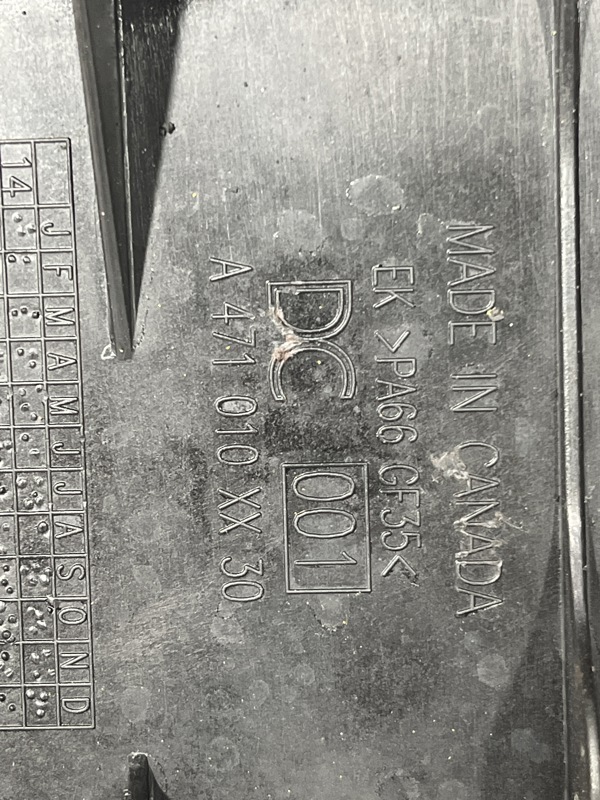 MADE IN CANADA
EK >PA66 GF35<
DC 001
A 471 010 XX 30
J F M A M J J A S O N D
14